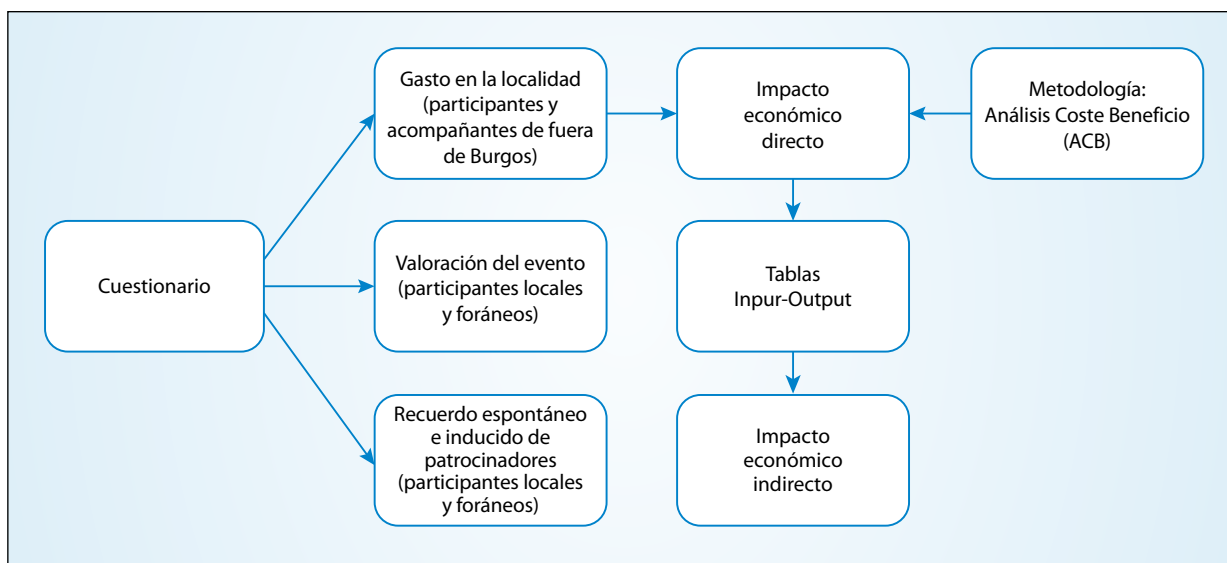 Gasto en la localidad
(participantes y
acompañantes de fuera
de Burgos)
Impacto
económico
directo
Metodología:
Análisis Coste Beneficio
(ACB)
Cuestionario
Valoración del evento
(participantes locales
y foráneos)
Tablas
Inpur-Output
Recuerdo espontáneo
e inducido de
patrocinadores
(participantes locales
y foráneos)
Impacto
económico
indirecto